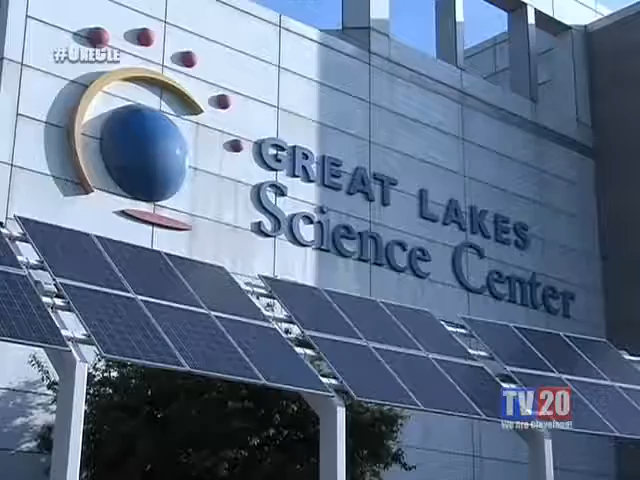 #ONECLE
GREAT LAKES
Science Center
TV20
We Are Cleveland!